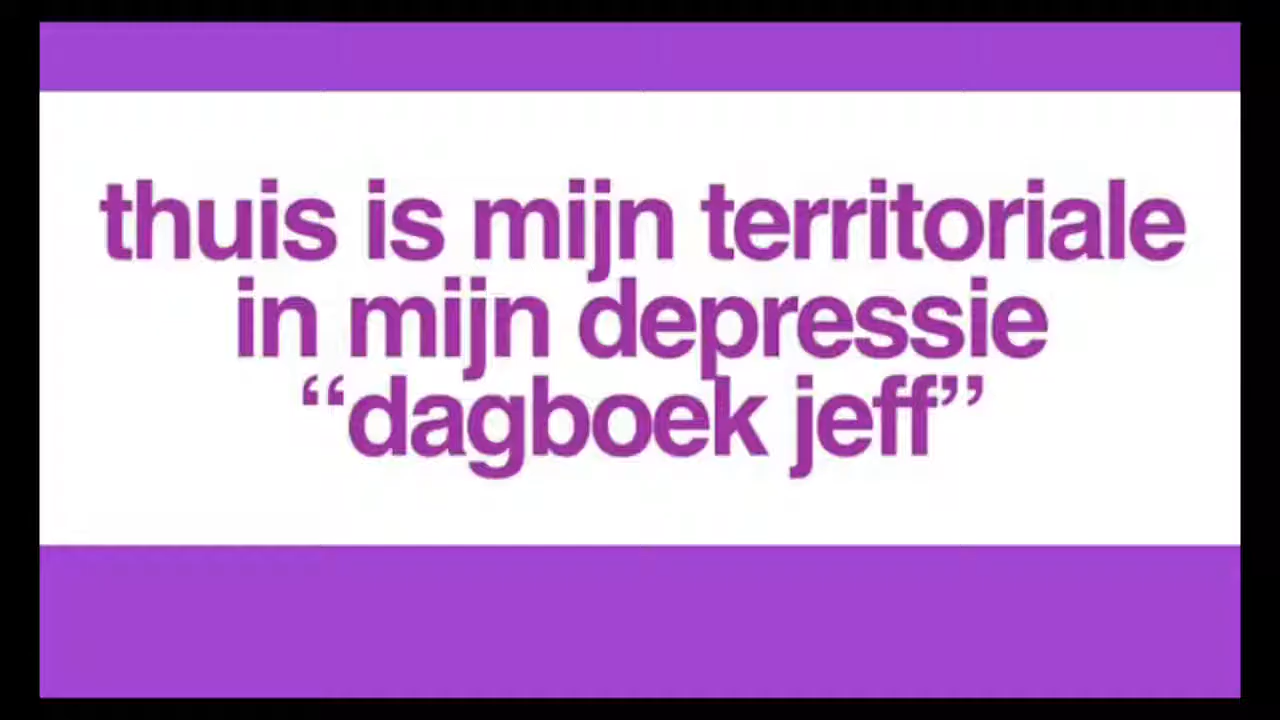 thuis is mijn territoriale
in mijn depressie
“dagboek jeff”